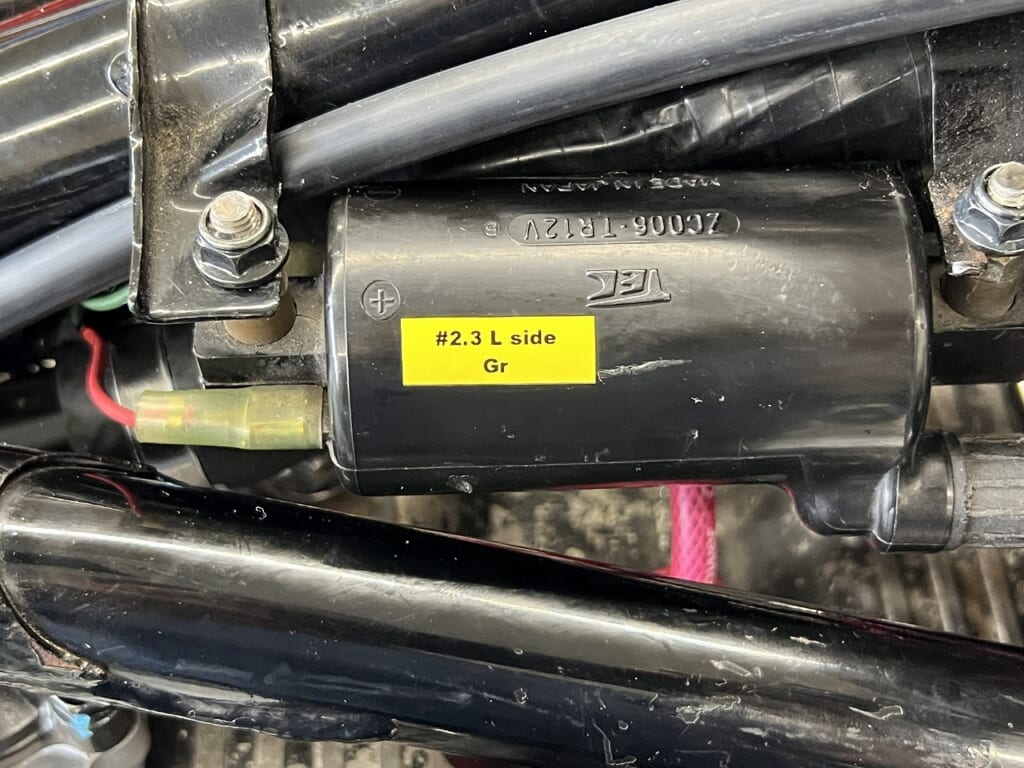 MADE IN JAPAN
ZC006-TR12V B
TEC
+
#2.3 L side
Gr